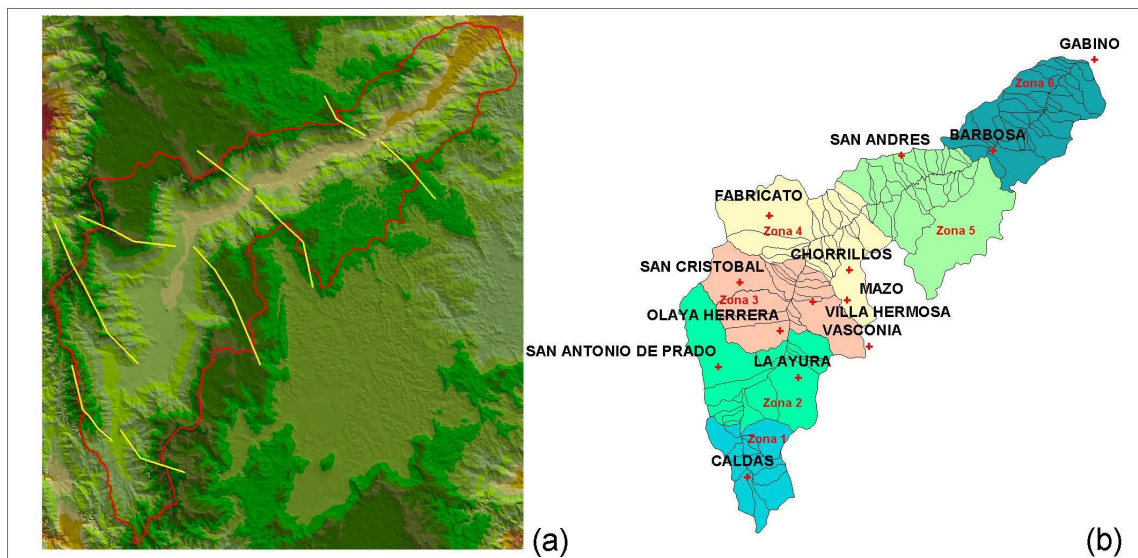 GABINO
Zona 6
SAN ANDRES
BARBOSA
FABRICATO
Zona 4
Zona 5
CHORRILLOS
SAN CRISTOBAL
MAZO
Zona 3
OLAYA HERRERA
VILLA HERMOSA
VASCONIA
SAN ANTONIO DE PRADO
LA AYURA
Zona 2
Zona 1
CALDAS
(a)
(b)